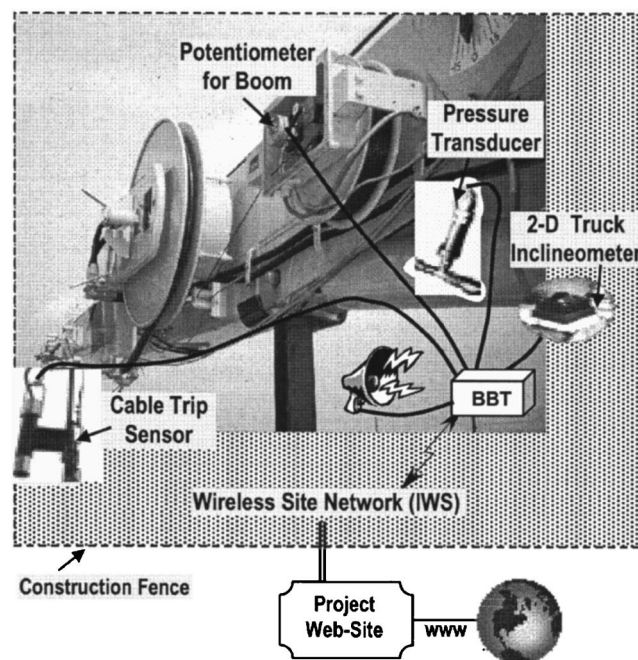 Potentiometer
for Boom
Pressure
Transducer
2-D Truck
Inclineometer
Cable Trip
Sensor
BBT
Wireless Site Network (IWS)
Construction Fence
Project
Web-Site
www